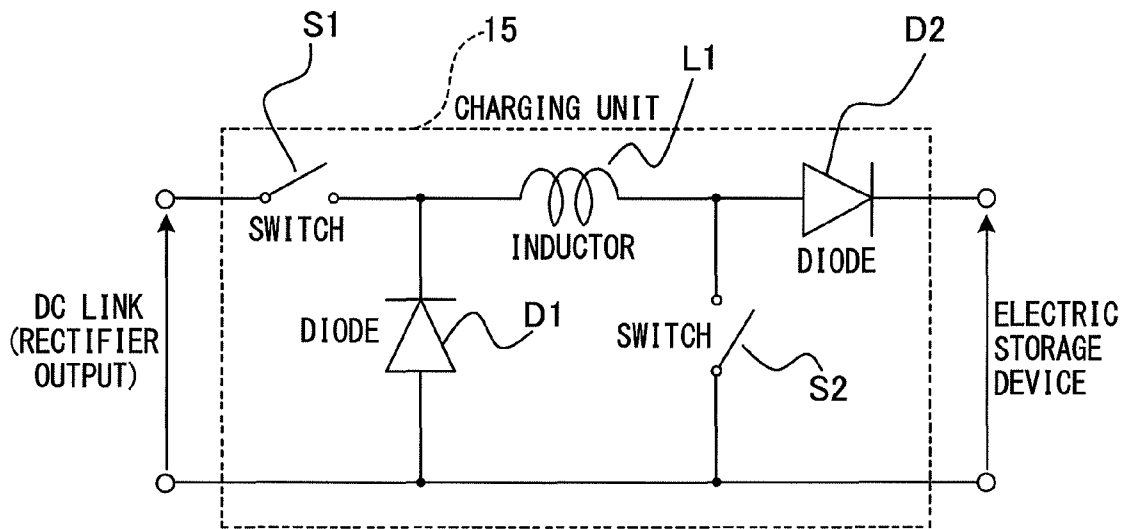 S1
15
L1
D2
CHARGING UNIT
SWITCH
INDUCTOR
DIODE
DC LINK
(RECTIFIER
OUTPUT)
DIODE
D1
SWITCH
S2
ELECTRIC
STORAGE
DEVICE